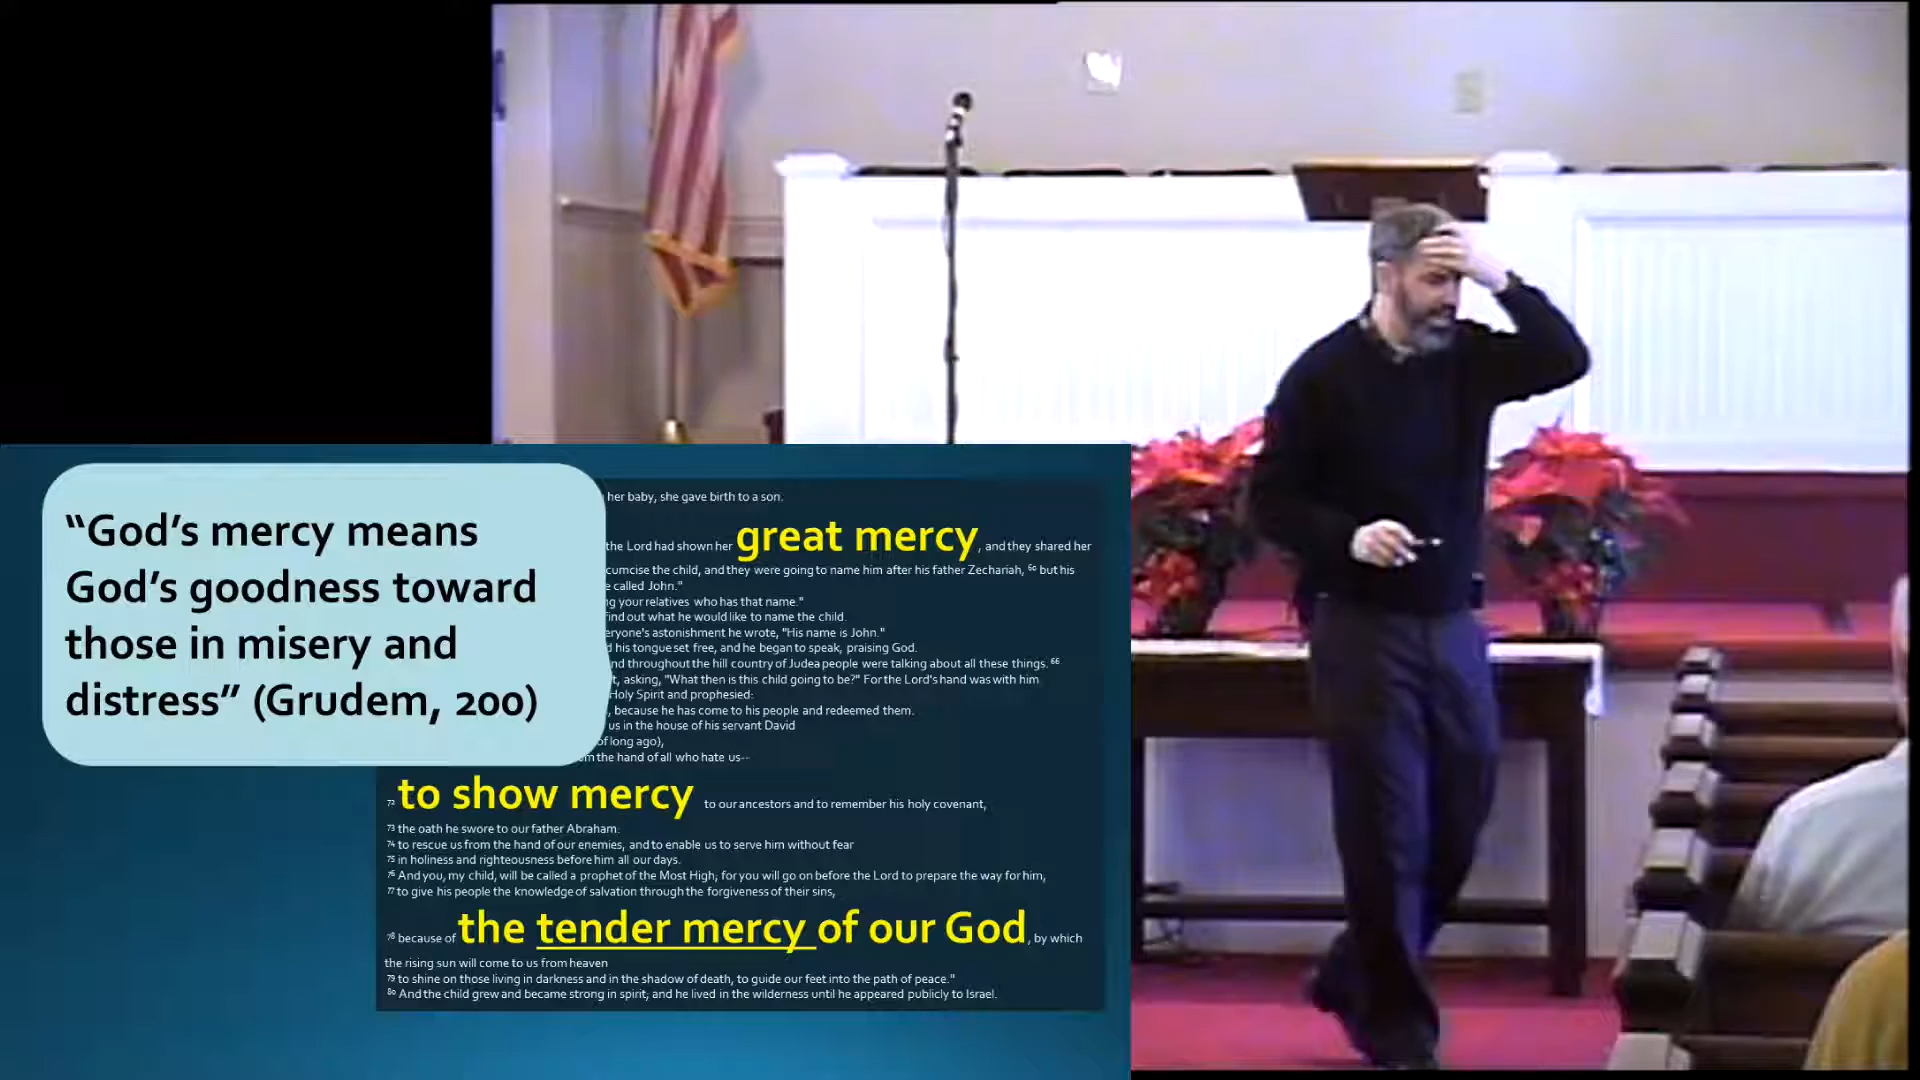 “God’s mercy means
God’s goodness toward
those in misery and
distress” (Grudem, 200)
her baby, she gave birth to a son.
the Lord had shown her great mercy, and they shared her
cumcise the child, and they were going to name him after his father Zechariah, 60 but his
e called John."
ng your relatives who has that name."
find out what he would like to name the child.
eryone's astonishment he wrote, "His name is John."
d his tongue set free, and he began to speak, praising God.
nd throughout the hill country of Judea people were talking about all these things. 66
t, asking, "What then is this child going to be?" For the Lord's hand was with him
Holy Spirit and prophesied:
, because he has come to his people and redeemed them.
us in the house of his servant David
of long ago),
m the hand of all who hate us--
72 to show mercy to our ancestors and to remember his holy covenant,
73 the oath he swore to our father Abraham:
74 to rescue us from the hand of our enemies, and to enable us to serve him without fear
75 in holiness and righteousness before him all our days.
76 And you, my child, will be called a prophet of the Most High; for you will go on before the Lord to prepare the way for him,
77 to give his people the knowledge of salvation through the forgiveness of their sins,
78 because of the tender mercy of our God, by which
the rising sun will come to us from heaven
79 to shine on those living in darkness and in the shadow of death, to guide our feet into the path of peace."
80 And the child grew and became strong in spirit, and he lived in the wilderness until he appeared publicly to Israel.